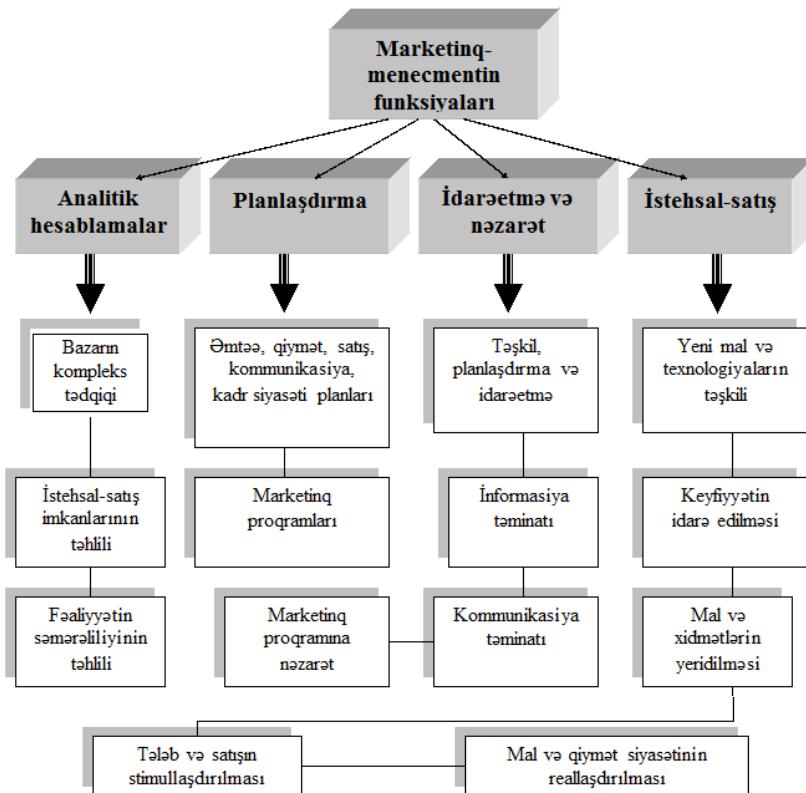 Marketinq-
menecmentin
funksiyaları
Analitik
hesablamalar
Planlaşdırma
İdarəetmə və
nəzarət
İstehsal-satış
Bazarın
kompleks
tədqiqi
Əmtəə, qiymət, satış,
kommunikasiya,
kadr siyasəti planları
Təşkil,
planlaşdırma və
idarəetmə
Yeni mal və
texnologiyaların
təşkili
İstehsal-satış
imkanlarının
təhlili
Marketinq
proqramları
İnformasiya
təminatı
Keyfiyyətin
idarə edilməsi
Fəaliyyətin
səmərəliliyinin
təhlili
Marketinq
proqramına
nəzarət
Kommunikasiya
təminatı
Mal və
xidmətlərin
yeridilməsi
Tələb və satışın
stimullaşdırılması
Mal və qiymət siyasətinin
reallaşdırılması